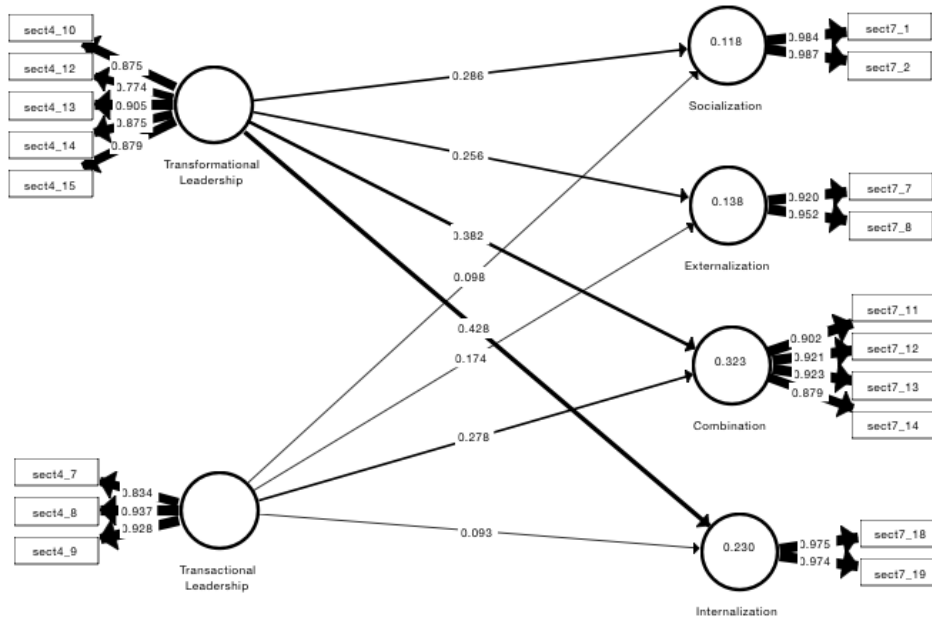 sect4_10
sect4_12
sect4_13
sect4_14
sect4_15
0.875
0.774
0.905
0.875
0.879
Transformational
Leadership
sect4_7
sect4_8
sect4_9
0.834
0.937
0.928
Transactional
Leadership
0.286
0.256
0.382
0.098
0.428
0.174
0.278
0.093
0.118
Socialization
0.984
0.987
sect7_1
sect7_2
0.138
Externalization
0.920
0.952
sect7_7
sect7_8
0.323
Combination
0.902
0.921
0.923
0.879
sect7_11
sect7_12
sect7_13
sect7_14
0.230
Internalization
0.975
0.974
sect7_18
sect7_19